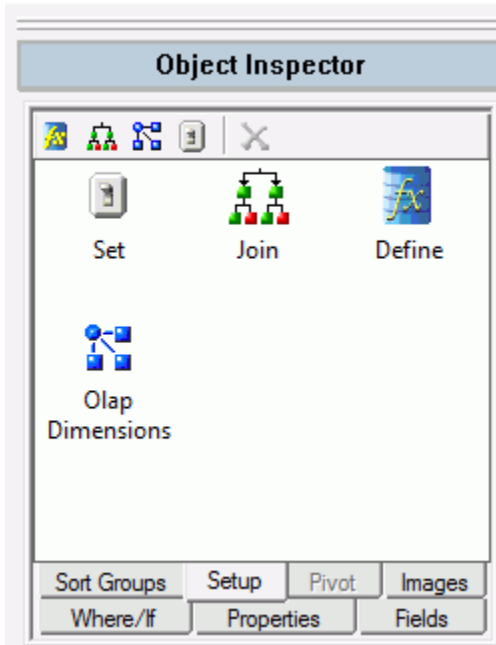 Object Inspector
Set Join Define
Olap
Dimensions
Sort Groups Setup Pivot Images
Where/If Properties Fields